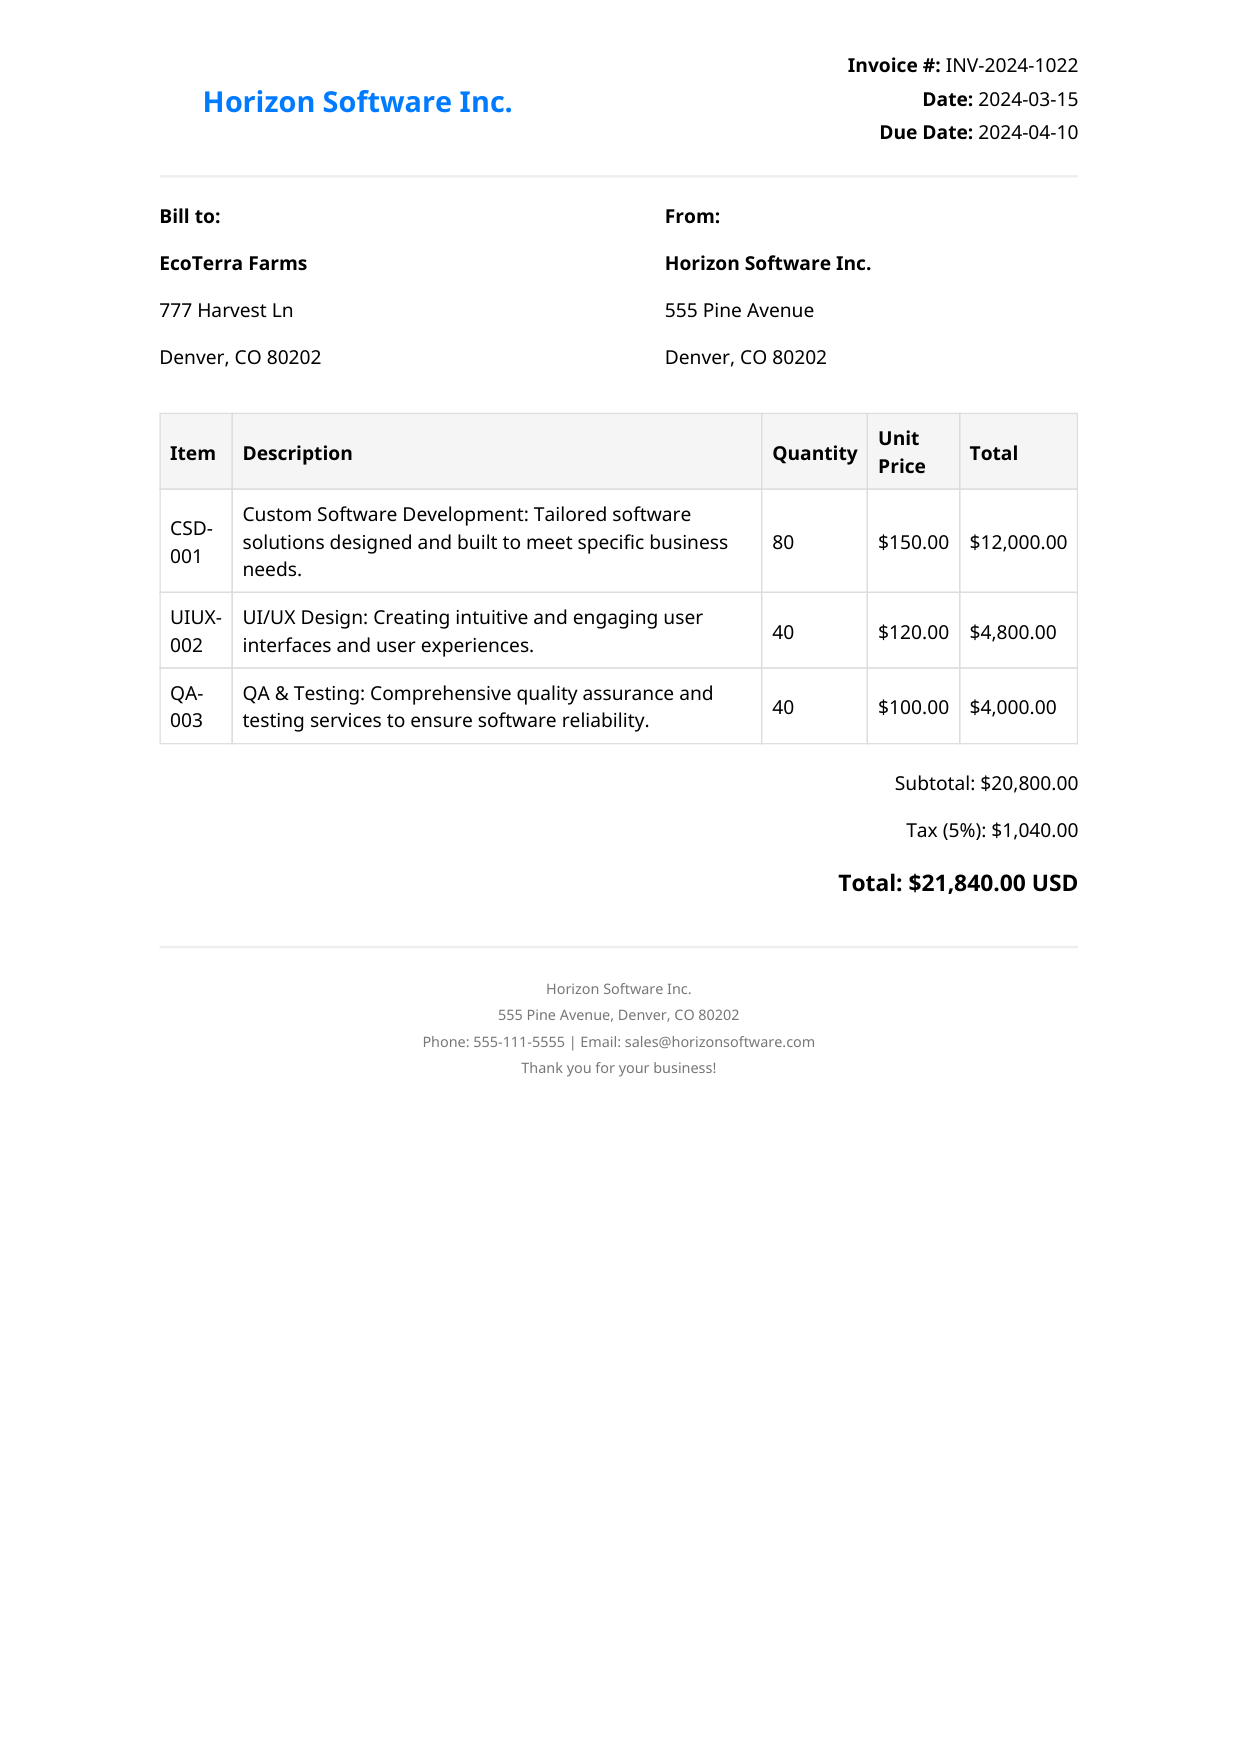 Horizon Software Inc.
Invoice #: INV-2024-1022
Date: 2024-03-15
Due Date: 2024-04-10
Bill to:
EcoTerra Farms
777 Harvest Ln
Denver, CO 80202
From:
Horizon Software Inc.
555 Pine Avenue
Denver, CO 80202
Item Description Quantity Unit Price Total
CSD-001 Custom Software Development: Tailored software
solutions designed and built to meet specific business
needs. 80 $150.00 $12,000.00
UIUX-002 UI/UX Design: Creating intuitive and engaging user
interfaces and user experiences. 40 $120.00 $4,800.00
QA-003 QA & Testing: Comprehensive quality assurance and
testing services to ensure software reliability. 40 $100.00 $4,000.00
Subtotal: $20,800.00
Tax (5%): $1,040.00
Total: $21,840.00 USD
Horizon Software Inc.
555 Pine Avenue, Denver, CO 80202
Phone: 555-111-5555 | Email: sales@horizonsoftware.com
Thank you for your business!